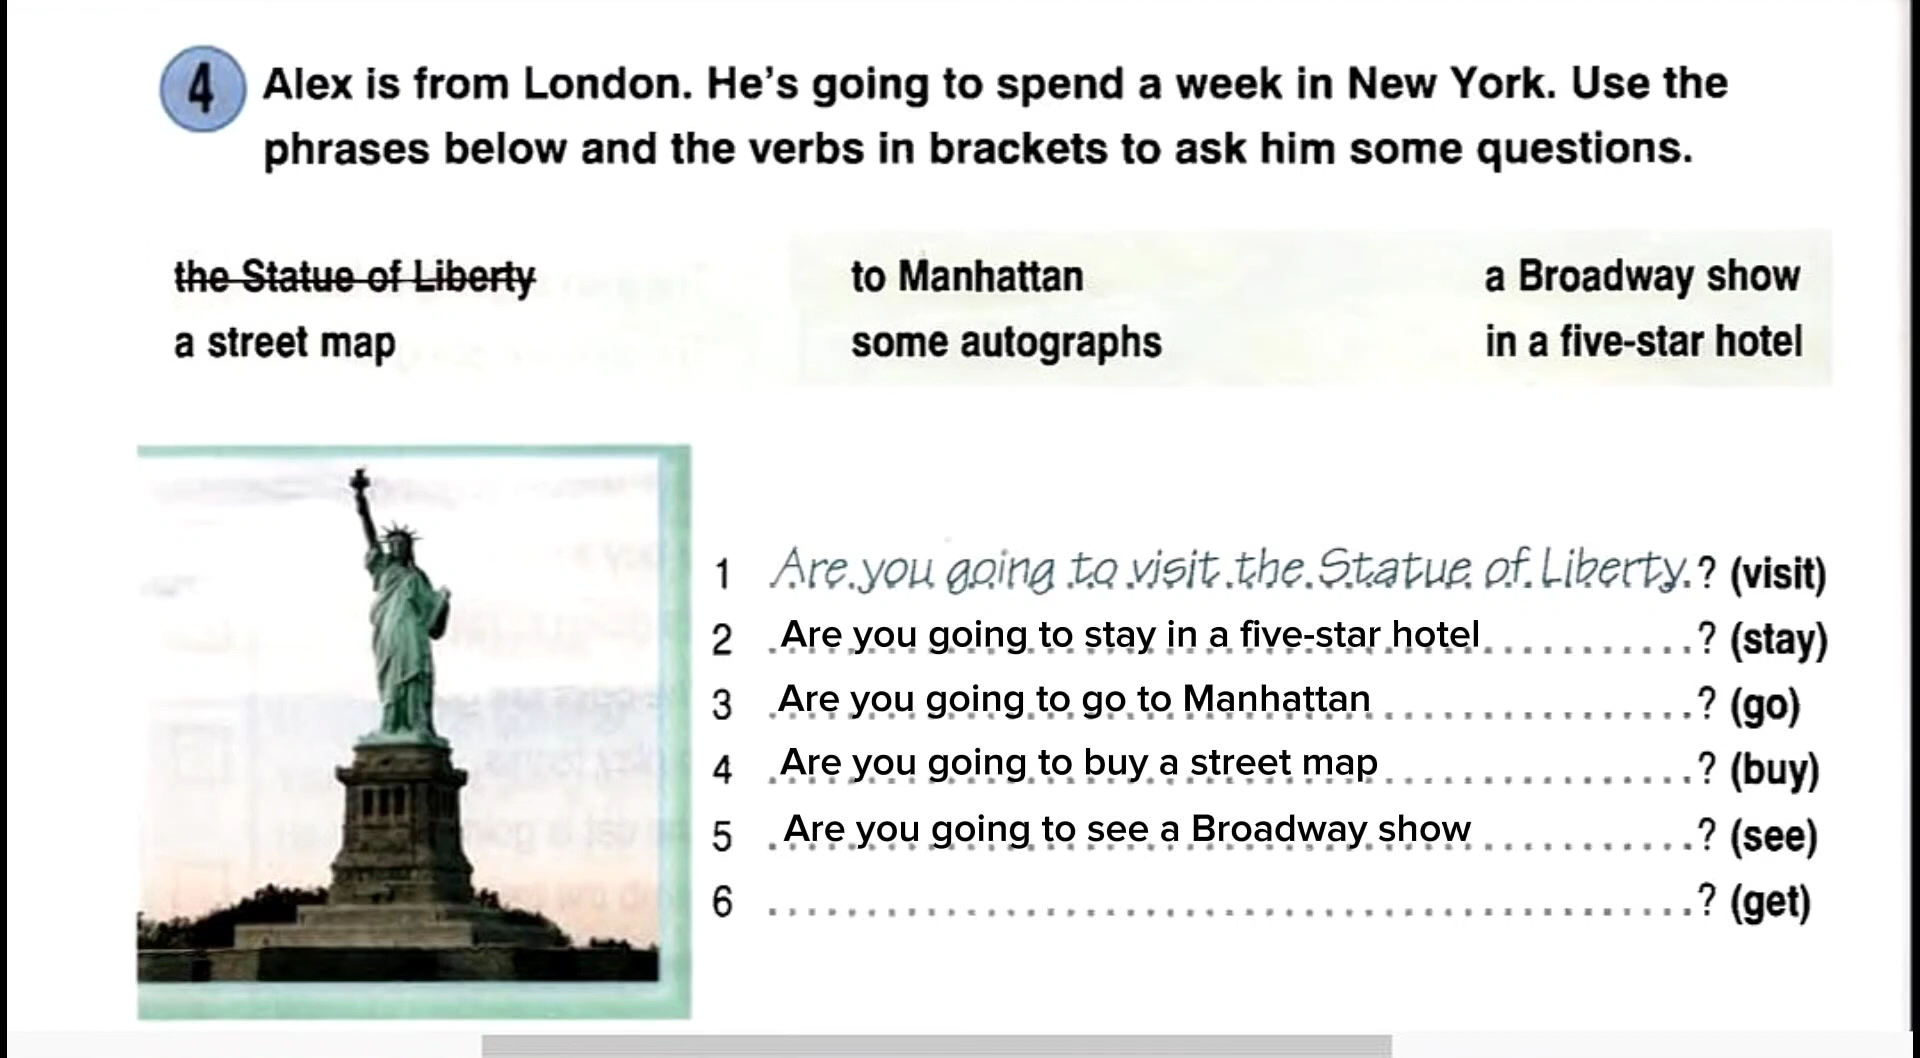 4 Alex is from London. He's going to spend a week in New York. Use the
phrases below and the verbs in brackets to ask him some questions.
the Statue of Liberty to Manhattan a Broadway show
a street map some autographs in a five-star hotel
1 Are you going to visit the Statue of Liberty ? (visit)
2 Are you going to stay in a five-star hotel ? (stay)
3 Are you going to go to Manhattan ? (go)
4 Are you going to buy a street map ? (buy)
5 Are you going to see a Broadway show ? (see)
6 ? (get)